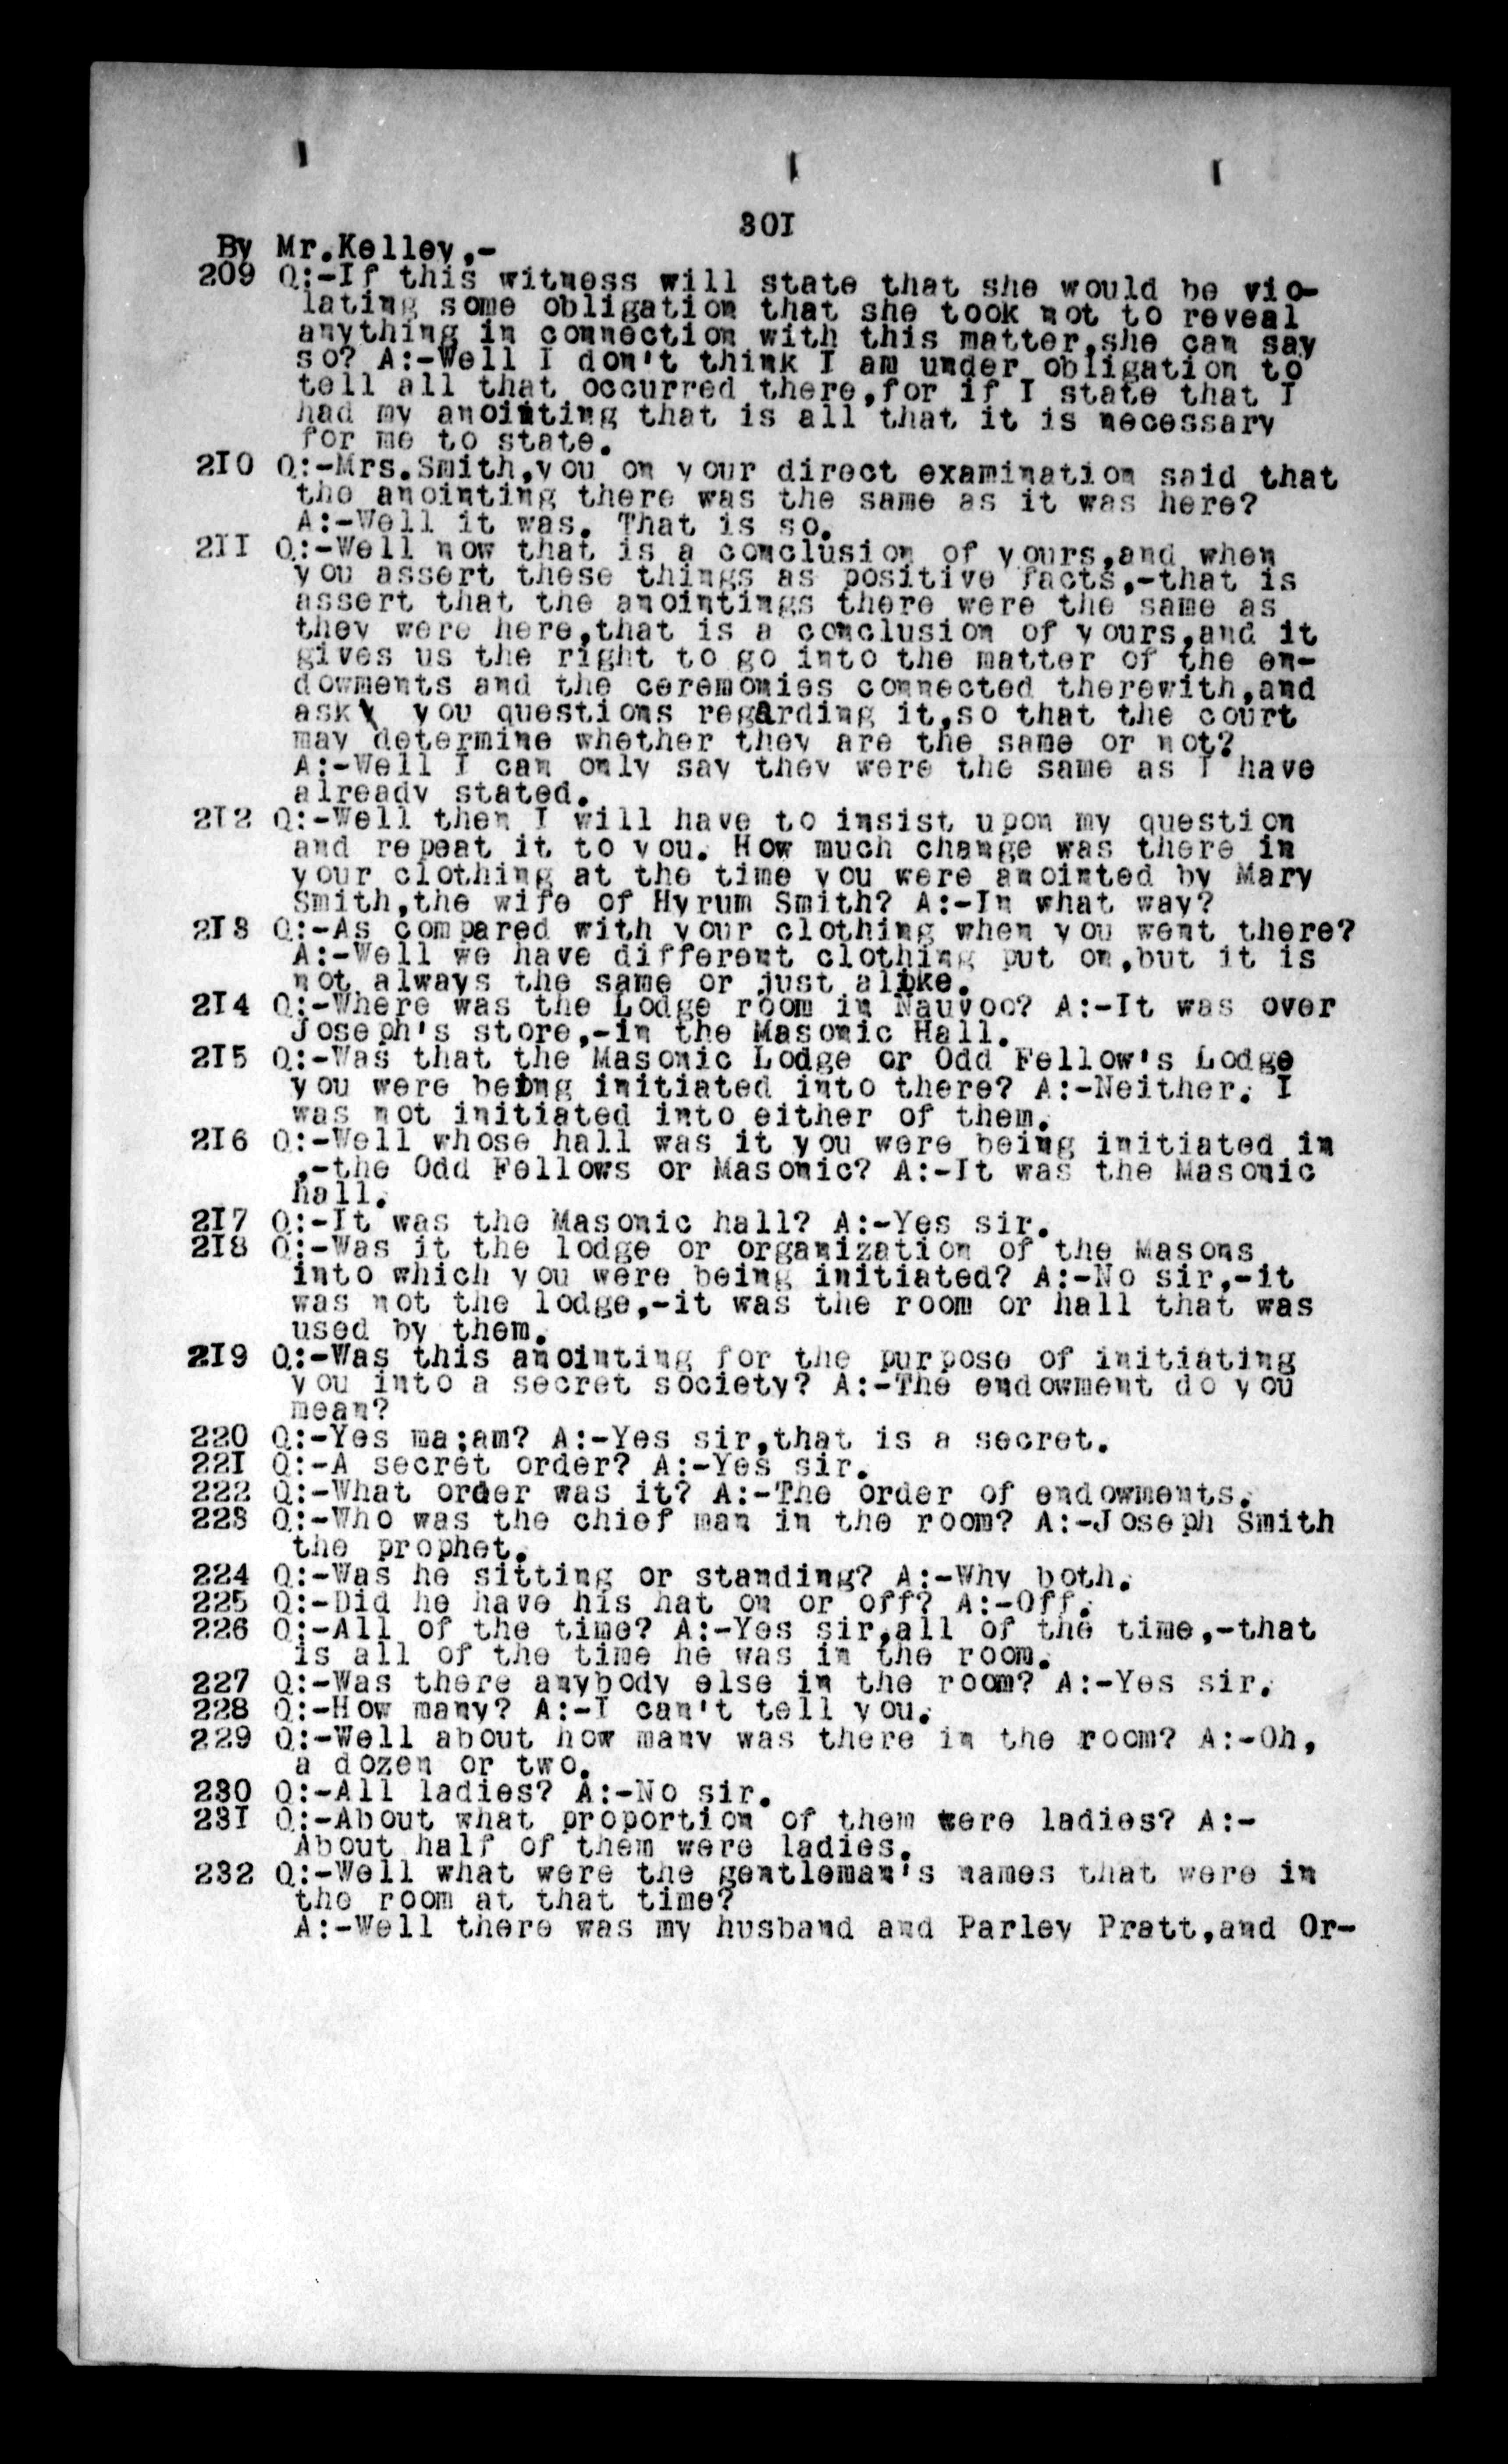 301
By Mr.Kelley,-
209 Q:-If this witness will state that she would be vio-
lating some obligation that she took not to reveal
anything in connection with this matter,she can say
so? A:-Well I don't think I am under obligation to
tell all that occurred there,for if I state that I
had my anointing that is all that it is necessary
for me to state.
210 Q:-Mrs.Smith,you on your direct examination said that
the anointing there was the same as it was here?
A:-Well it was. That is so.
211 Q:-Well now that is a conclusion of yours,and when
you assert these things as positive facts,-that is
assert that the anointings there were the same as
they were here,that is a conclusion of yours,and it
gives us the right to go into the matter of the en-
dowments and the ceremonies connected therewith,and
ask you questions regarding it,so that the court
may determine whether they are the same or not?
A:-Well I can only say they were the same as I have
already stated.
212 Q:-Well then I will have to insist upon my question
and repeat it to you. How much change was there in
your clothing at the time you were anointed by Mary
Smith,the wife of Hyrum Smith? A:-In what way?
213 Q:-As compared with your clothing when you went there?
A:-Well we have different clothing put on,but it is
not always the same or just alike.
214 Q:-Where was the Lodge room in Nauvoo? A:-It was over
Joseph's store,-in the Masonic Hall.
215 Q:-Was that the Masonic Lodge or Odd Fellow's Lodge
you were being initiated into there? A:-Neither. I
was not initiated into either of them.
216 Q:-Well whose hall was it you were being initiated in
,-the Odd Fellows or Masonic? A:-It was the Masonic
hall.
217 Q:-It was the Masonic hall? A:-Yes sir.
218 Q:-Was it the lodge or organization of the Masons
into which you were being initiated? A:-No sir,-it
was not the lodge,-it was the room or hall that was
used by them.
219 Q:-Was this anointing for the purpose of initiating
you into a secret society? A:-The endowment do you
mean?
220 Q:-Yes ma;am? A:-Yes sir,that is a secret.
221 Q:-A secret order? A:-Yes sir.
222 Q:-What order was it? A:-The order of endowments.
223 Q:-Who was the chief man in the room? A:-Joseph Smith
the prophet.
224 Q:-Was he sitting or standing? A:-Why both.
225 Q:-Did he have his hat on or off? A:-Off.
226 Q:-All of the time? A:-Yes sir,all of the time,-that
is all of the time he was in the room.
227 Q:-Was there anybody else in the room? A:-Yes sir.
228 Q:-How many? A:-I can't tell you.
229 Q:-Well about how many was there in the room? A:-Oh,
a dozen or two.
230 Q:-All ladies? A:-No sir.
231 Q:-About what proportion of them were ladies? A:-
About half of them were ladies.
232 Q:-Well what were the gentleman's names that were in
the room at that time?
A:-Well there was my husband and Parley Pratt,and Or-